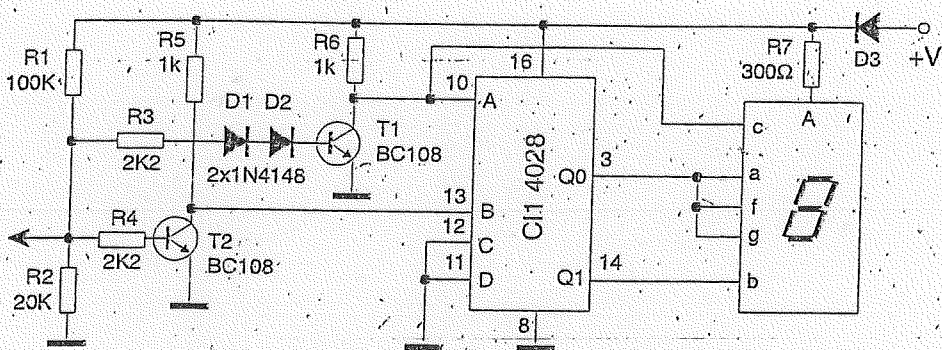 R1
100K
R5
1k
R6
1k
R7
300Ω
D3
+V
R3
2K2
D1 D2
2x1N4148
T1
BC108
R4
2K2
T2
BC108
R2
20K
16
10
A
13
B
12
C
11
D
8
CI1 4028
3
Q0
14
Q1
A
c
a
f
g
b